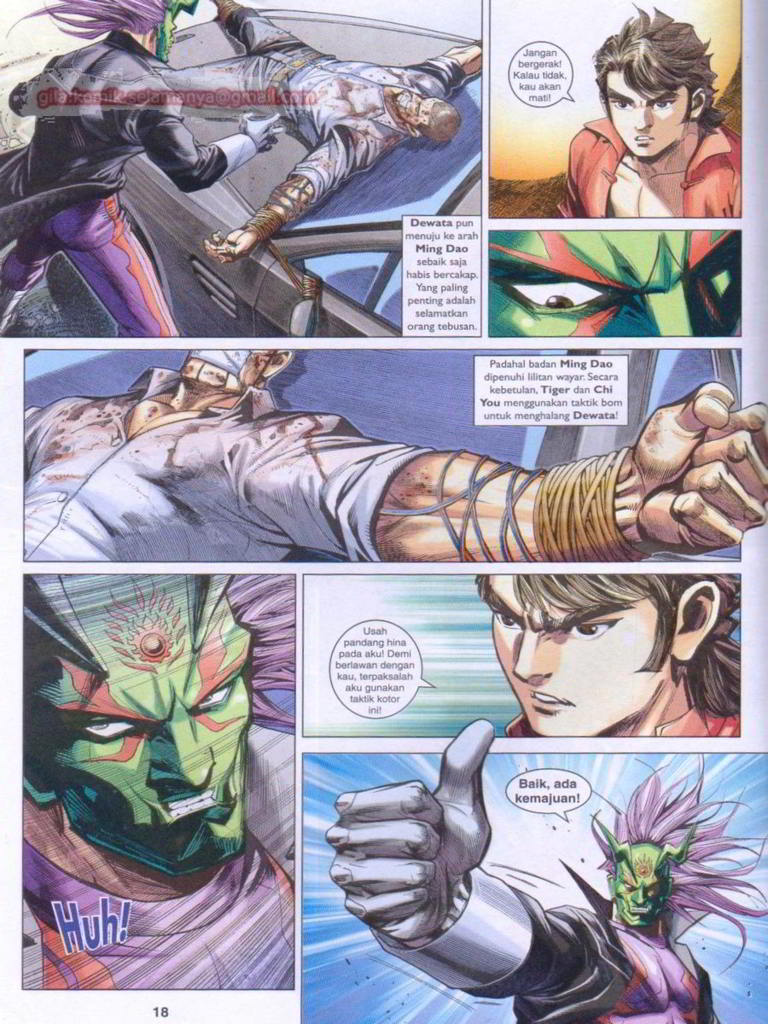 gila.komik.selamanya@gmail.com
Dewata pun
menuju ke arah
Ming Dao
sebaik saja
habis bercakap.
Yang paling
penting adalah
selamatkan
orang tebusan.
Jangan
bergerak!
Kalau tidak,
kau akan
mati!
Padahal badan Ming Dao
dipenuhi lilitan wayar. Secara
kebetulan, Tiger dan Chi
You menggunakan taktik bom
untuk menghalang Dewata!
Huh!
Usah
pandang hina
pada aku! Demi
berlawan dengan
kau, terpaksalah
aku gunakan
taktik kotor
ini!
Baik, ada
kemajuan!
18